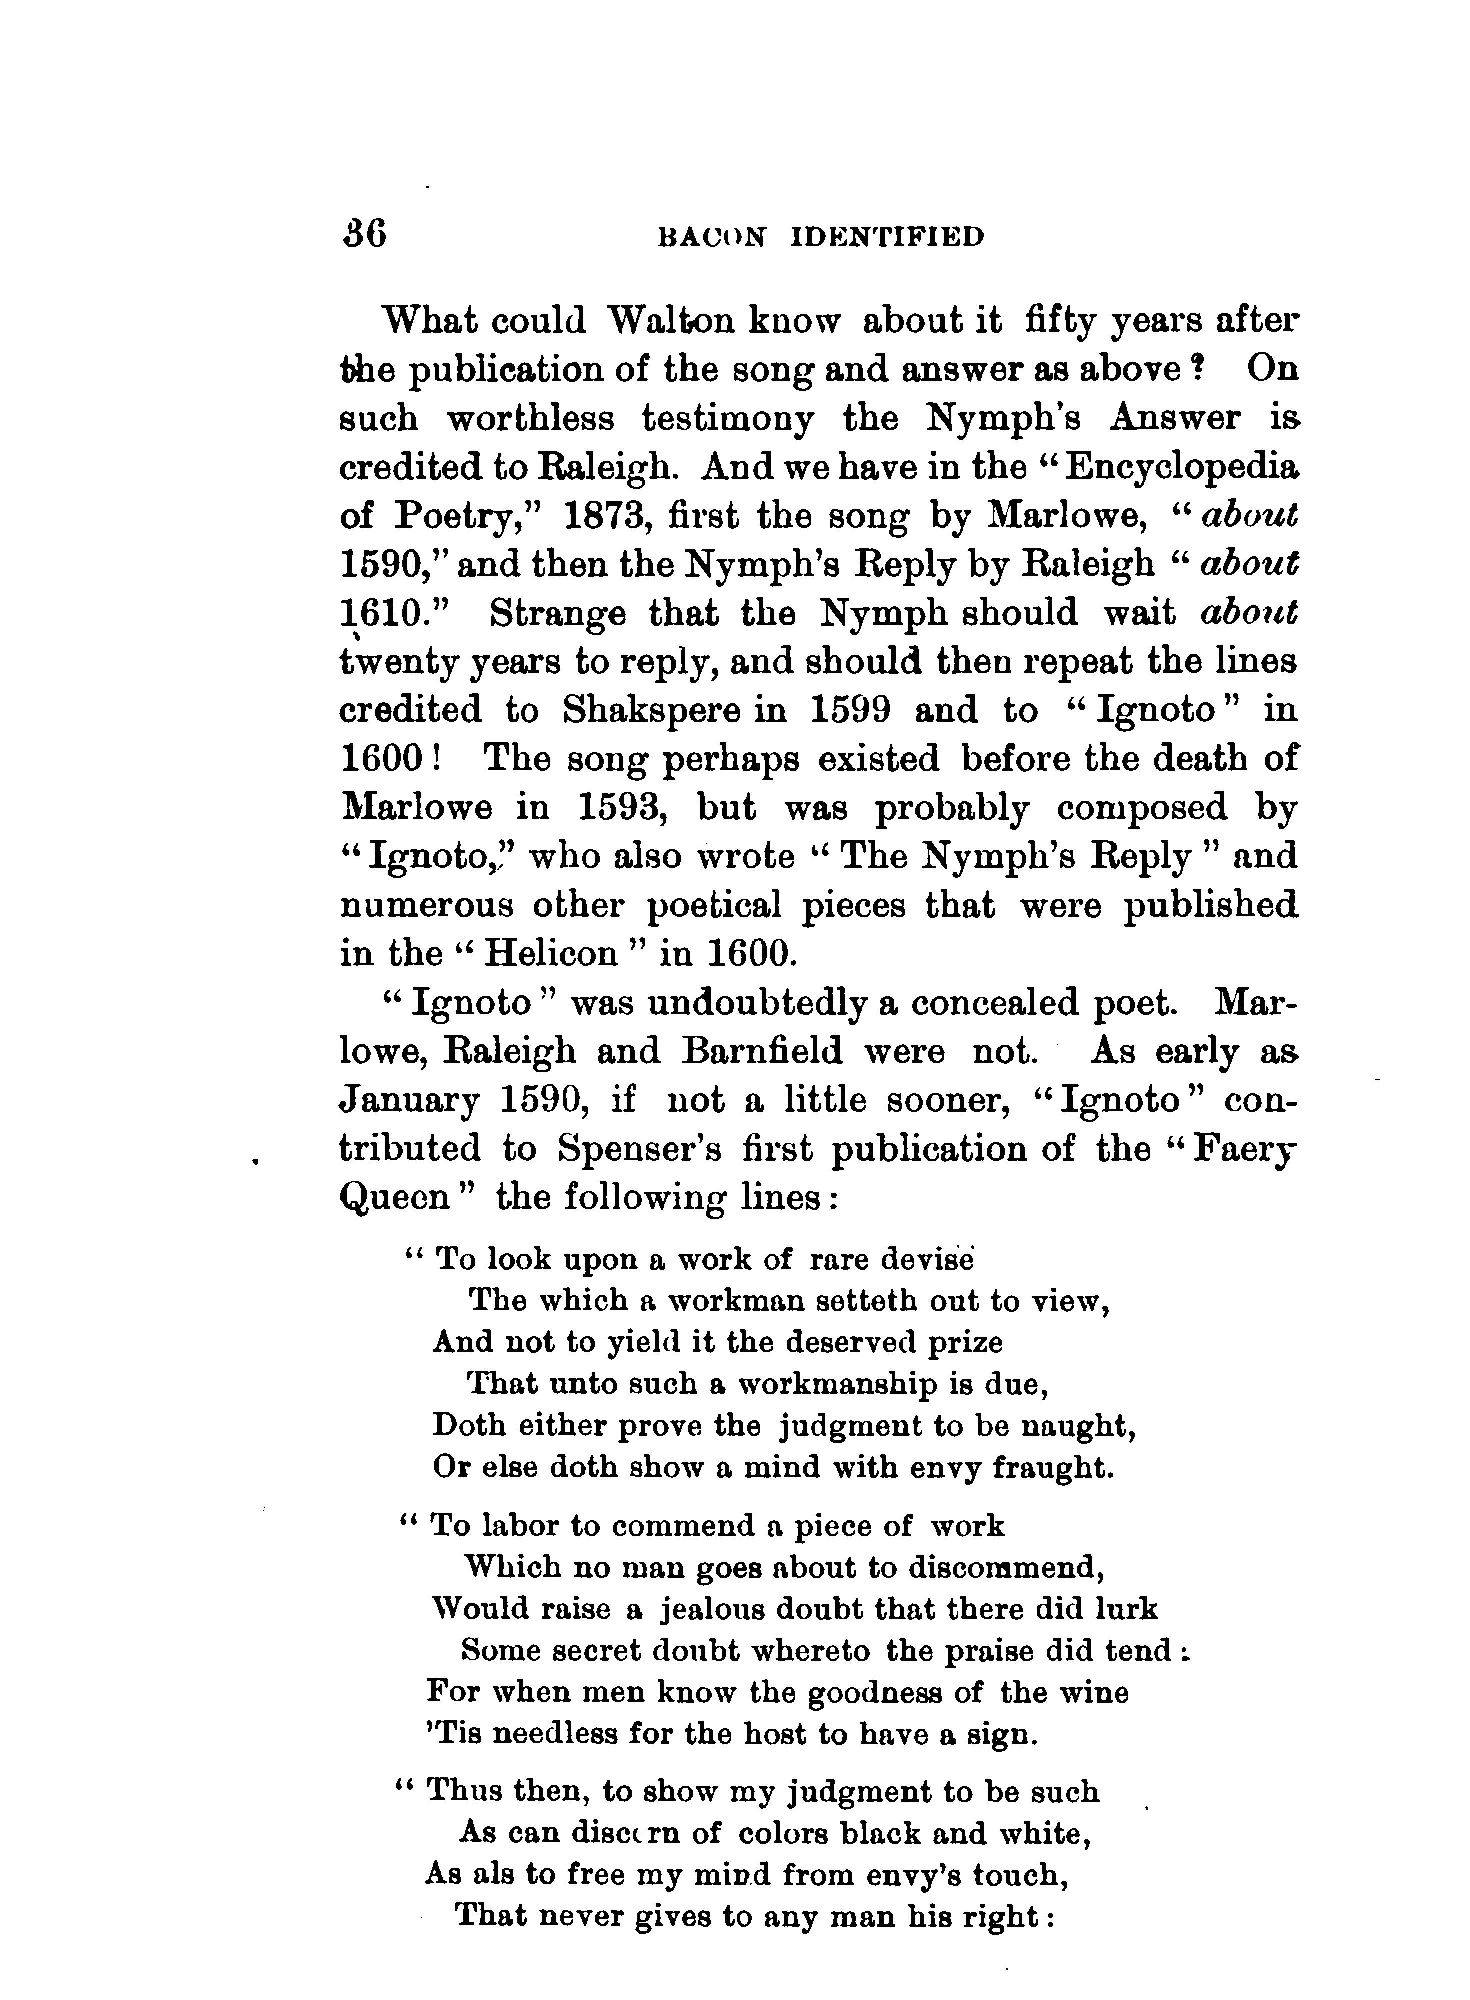 36 BACON IDENTIFIED
What could Walton know about it fifty years after
the publication of the song and answer as above? On
such worthless testimony the Nymph's Answer is
credited to Raleigh. And we have in the "Encyclopedia
of Poetry," 1873, first the song by Marlowe, "about
1590," and then the Nymph's Reply by Raleigh "about
1610." Strange that the Nymph should wait about
twenty years to reply, and should then repeat the lines
credited to Shakspere in 1599 and to "Ignoto" in
1600! The song perhaps existed before the death of
Marlowe in 1593, but was probably composed by
"Ignoto," who also wrote "The Nymph's Reply" and
numerous other poetical pieces that were published
in the "Helicon" in 1600.
"Ignoto" was undoubtedly a concealed poet. Mar-
lowe, Raleigh and Barnfield were not. As early as
January 1590, if not a little sooner, "Ignoto" con-
tributed to Spenser's first publication of the "Faery
Queen" the following lines:
"To look upon a work of rare devise
The which a workman setteth out to view,
And not to yield it the deserved prize
That unto such a workmanship is due,
Doth either prove the judgment to be naught,
Or else doth show a mind with envy fraught.
"To labor to commend a piece of work
Which no man goes about to discommend,
Would raise a jealous doubt that there did lurk
Some secret doubt whereto the praise did tend:
For when men know the goodness of the wine
'Tis needless for the host to have a sign.
"Thus then, to show my judgment to be such
As can discern of colors black and white,
As als to free my mind from envy's touch,
That never gives to any man his right: